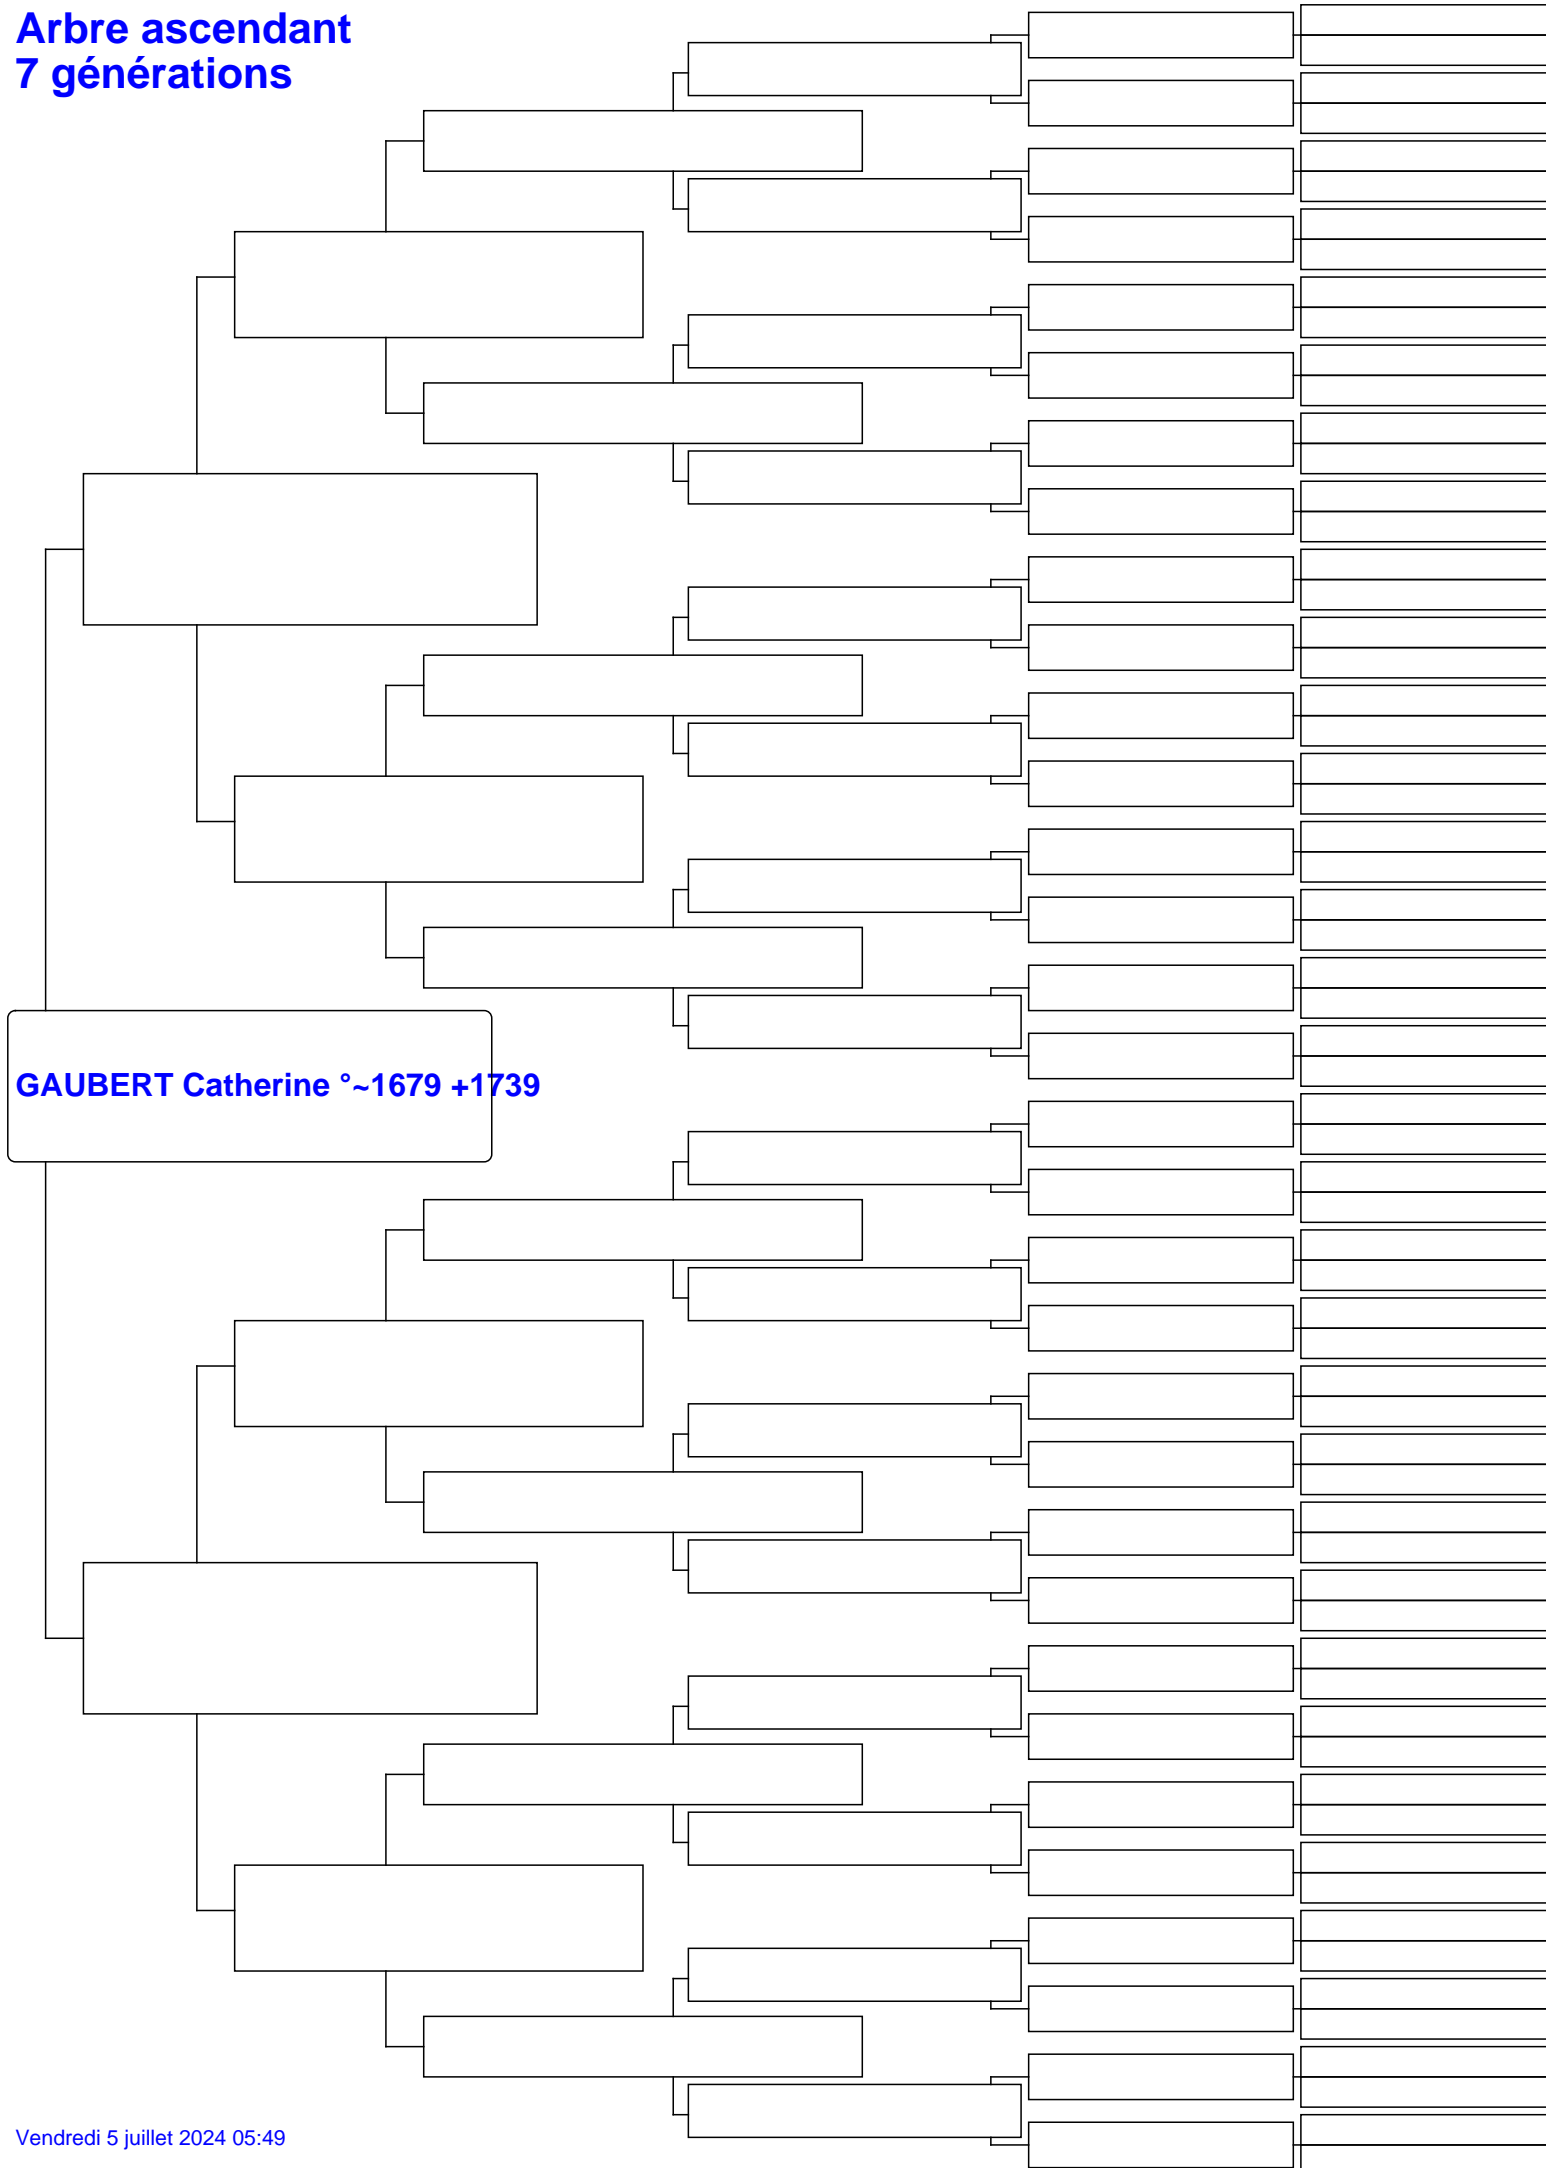 Arbre ascendant
7 générations
GAUBERT Catherine °~1679 +1739
Vendredi 5 juillet 2024 05:49